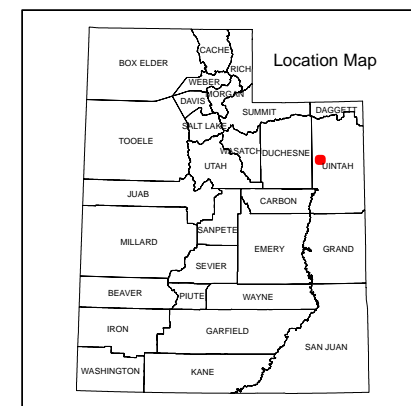 Location Map
BOX ELDER
CACHE
RICH
WEBER
MORGAN
DAVIS
SUMMIT
DAGGETT
SALT LAKE
TOOELE
WASATCH
DUCHESNE
UINTAH
UTAH
JUAB
CARBON
SANPETE
MILLARD
EMERY
GRAND
SEVIER
BEAVER
PIUTE
WAYNE
IRON
GARFIELD
SAN JUAN
WASHINGTON
KANE